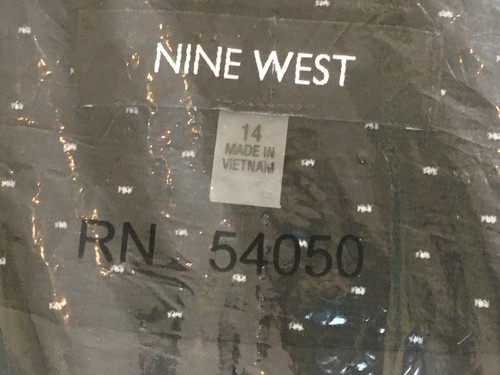 NINE WEST
14
MADE IN
VIETNAM
RN 54050